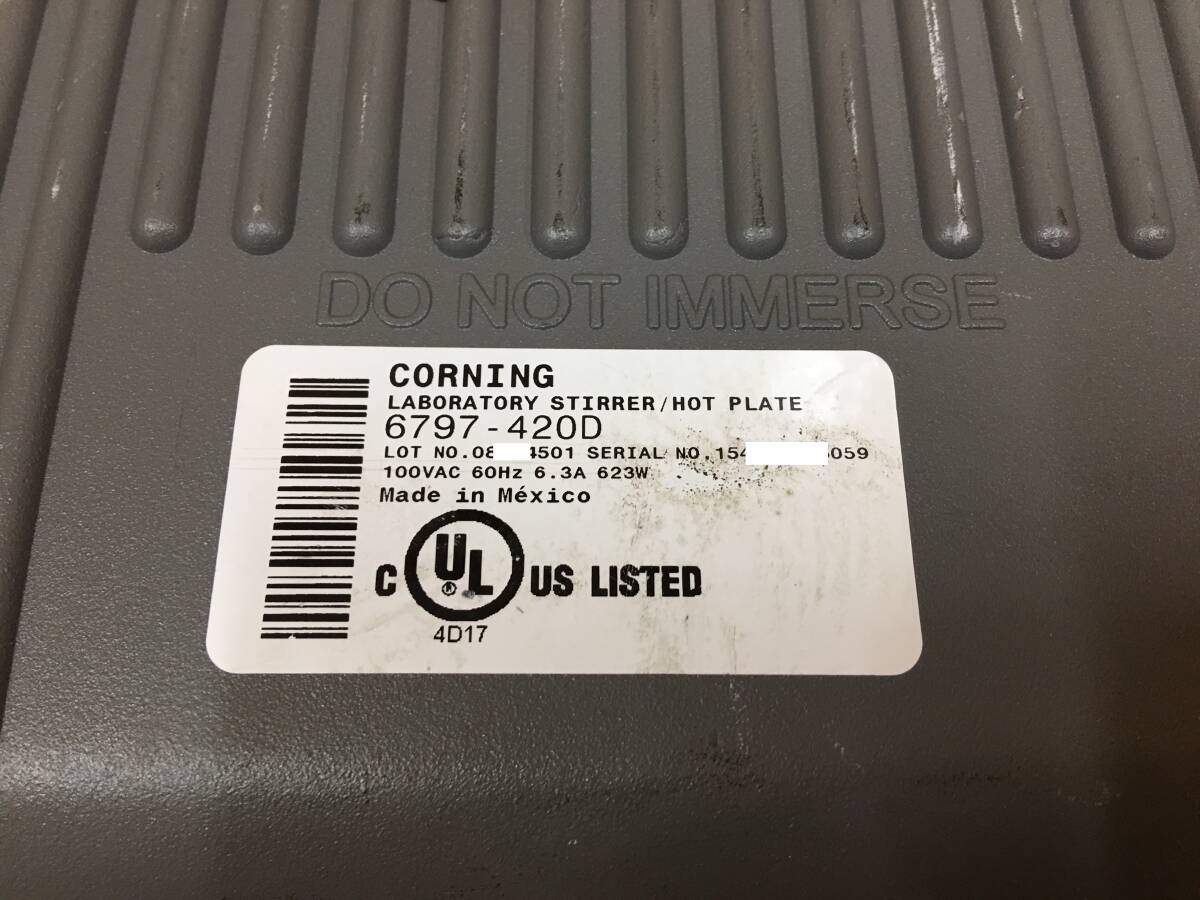 DO NOT IMMERSE
CORNING
LABORATORY STIRRER/HOT PLATE
6797-420D
LOT NO.08 4501 SERIAL NO.154 059
100VAC 60Hz 6.3A 623W
Made in México
C UL® US LISTED
4D17